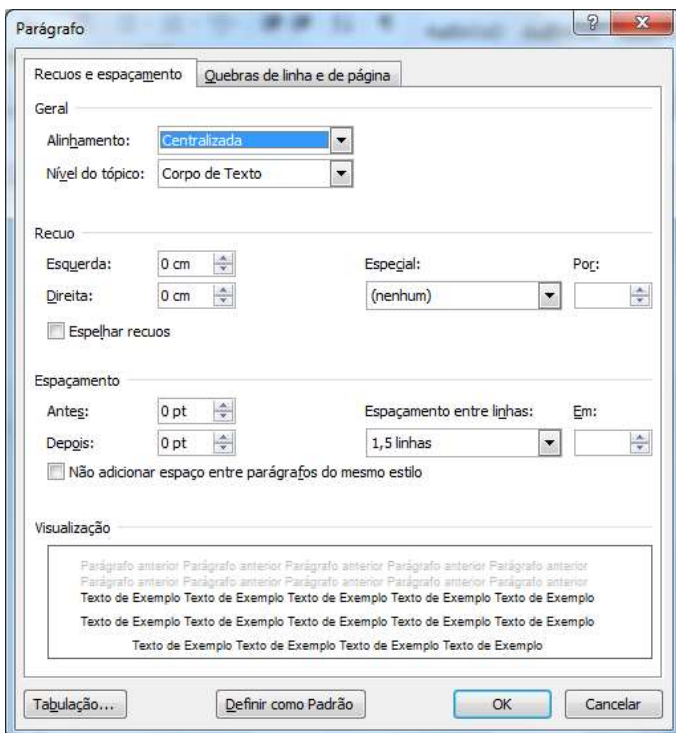 Parágrafo
Recuos e espaçamento Quebras de linha e de página
Geral
Alinhamento: Centralizada
Nível do tópico: Corpo de Texto
Recuo
Esquerda: 0 cm Especial: Por:
Direita: 0 cm (nenhum)
Espelhar recuos
Espaçamento
Antes: 0 pt Espaçamento entre linhas: Em:
Depois: 0 pt 1,5 linhas
Não adicionar espaço entre parágrafos do mesmo estilo
Visualização
Parágrafo anterior Parágrafo anterior Parágrafo anterior Parágrafo anterior Parágrafo anterior
Parágrafo anterior Parágrafo anterior Parágrafo anterior Parágrafo anterior Parágrafo anterior
Texto de Exemplo Texto de Exemplo Texto de Exemplo Texto de Exemplo Texto de Exemplo
Texto de Exemplo Texto de Exemplo Texto de Exemplo Texto de Exemplo Texto de Exemplo
Texto de Exemplo Texto de Exemplo Texto de Exemplo Texto de Exemplo
Tabulação... Definir como Padrão OK Cancelar